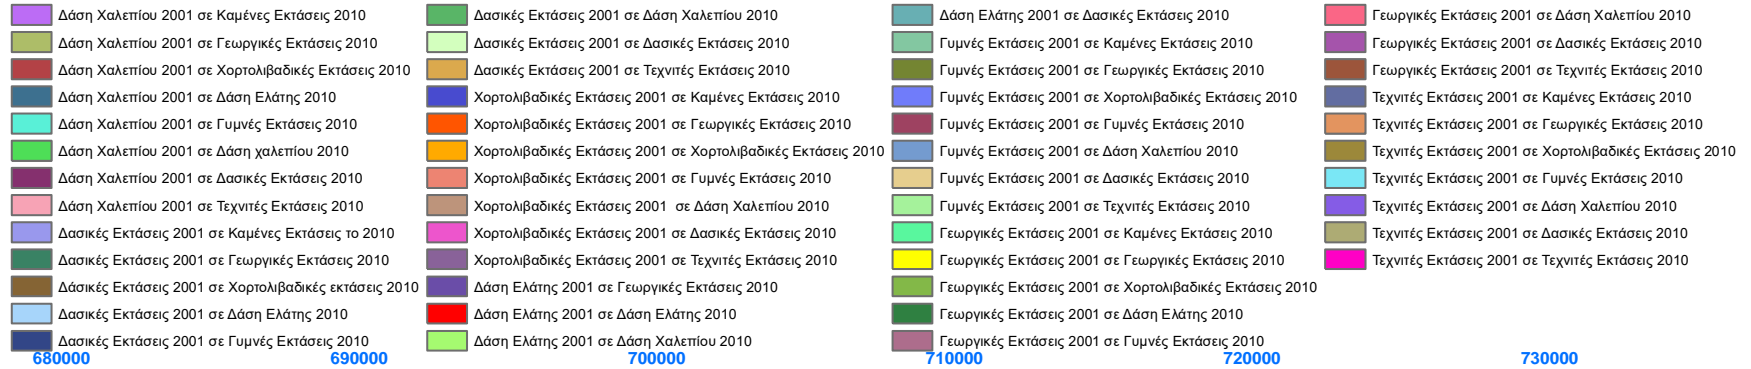 Δάση Χαλεπίου 2001 σε Καμένες Εκτάσεις 2010
Δάση Χαλεπίου 2001 σε Γεωργικές Εκτάσεις 2010
Δάση Χαλεπίου 2001 σε Χορτολιβαδικές Εκτάσεις 2010
Δάση Χαλεπίου 2001 σε Δάση Ελάτης 2010
Δάση Χαλεπίου 2001 σε Γυμνές Εκτάσεις 2010
Δάση Χαλεπίου 2001 σε Δάση χαλεπίου 2010
Δάση Χαλεπίου 2001 σε Δασικές Εκτάσεις 2010
Δάση Χαλεπίου 2001 σε Τεχνιτές Εκτάσεις 2010
Δασικές Εκτάσεις 2001 σε Καμένες Έκτασεις το 2010
Δασικές Εκτάσεις 2001 σε Γεωργικές Εκτάσεις 2010
Δάσικές Εκτάσεις 2001 σε Χορτολιβαδικές εκτάσεις 2010
Δασικές Εκτάσεις 2001 σε Δάση Ελάτης 2010
Δασικές Εκτάσεις 2001 σε Γυμνές Εκτάσεις 2010
Δασικές Εκτάσεις 2001 σε Δάση Χαλεπίου 2010
Δασικές Εκτάσεις 2001 σε Δασικές Εκτάσεις 2010
Δασικές Εκτάσεις 2001 σε Τεχνιτές Εκτάσεις 2010
Χορτολιβαδικές Εκτάσεις 2001 σε Καμένες Εκτάσεις 2010
Χορτολιβαδικές Εκτάσεις 2001 σε Γεωργικές Εκτάσεις 2010
Χορτολιβαδικές Εκτάσεις 2001 σε Χορτολιβαδικές Εκτάσεις 2010
Χορτολιβαδικές Εκτάσεις 2001 σε Γυμνές Εκτάσεις 2010
Χορτολιβαδικές Εκτάσεις 2001 σε Δάση Χαλεπίου 2010
Χορτολιβαδικές Εκτάσεις 2001 σε Δασικές Εκτάσεις 2010
Χορτολιβαδικές Εκτάσεις 2001 σε Τεχνιτές Εκτάσεις 2010
Δάση Ελάτης 2001 σε Γεωργικές Εκτάσεις 2010
Δάση Ελάτης 2001 σε Δάση Ελάτης 2010
Δάση Ελάτης 2001 σε Δάση Χαλεπίου 2010
Δάση Ελάτης 2001 σε Δασικές Εκτάσεις 2010
Γυμνές Εκτάσεις 2001 σε Καμένες Εκτάσεις 2010
Γυμνές Εκτάσεις 2001 σε Γεωργικές Εκτάσεις 2010
Γυμνές Εκτάσεις 2001 σε Χορτολιβαδικές Εκτάσεις 2010
Γυμνές Εκτάσεις 2001 σε Γυμνές Εκτάσεις 2010
Γυμνές Εκτάσεις 2001 σε Δάση Χαλεπίου 2010
Γυμνές Εκτάσεις 2001 σε Δασικές Εκτάσεις 2010
Γυμνές Εκτάσεις 2001 σε Τεχνιτές Εκτάσεις 2010
Γεωργικές Εκτάσεις 2001 σε Καμένες Εκτάσεις 2010
Γεωργικές Εκτάσεις 2001 σε Γεωργικές Εκτάσεις 2010
Γεωργικές Εκτάσεις 2001 σε Χορτολιβαδικές Εκτάσεις 2010
Γεωργικές Εκτάσεις 2001 σε Δάση Ελάτης 2010
Γεωργικές Εκτάσεις 2001 σε Γυμνές Εκτάσεις 2010
Γεωργικές Εκτάσεις 2001 σε Δάση Χαλεπίου 2010
Γεωργικές Εκτάσεις 2001 σε Δασικές Εκτάσεις 2010
Γεωργικές Εκτάσεις 2001 σε Τεχνιτές Εκτάσεις 2010
Τεχνιτές Εκτάσεις 2001 σε Καμένες Εκτάσεις 2010
Τεχνιτές Εκτάσεις 2001 σε Γεωργικές Εκτάσεις 2010
Τεχνιτές Εκτάσεις 2001 σε Χορτολιβαδικές Εκτάσεις 2010
Τεχνιτές Εκτάσεις 2001 σε Γυμνές Εκτάσεις 2010
Τεχνιτές Εκτάσεις 2001 σε Δάση Χαλεπίου 2010
Τεχνιτές Εκτάσεις 2001 σε Δασικές Εκτάσεις 2010
Τεχνιτές Εκτάσεις 2001 σε Τεχνιτές Εκτάσεις 2010
680000 690000 700000 710000 720000 730000